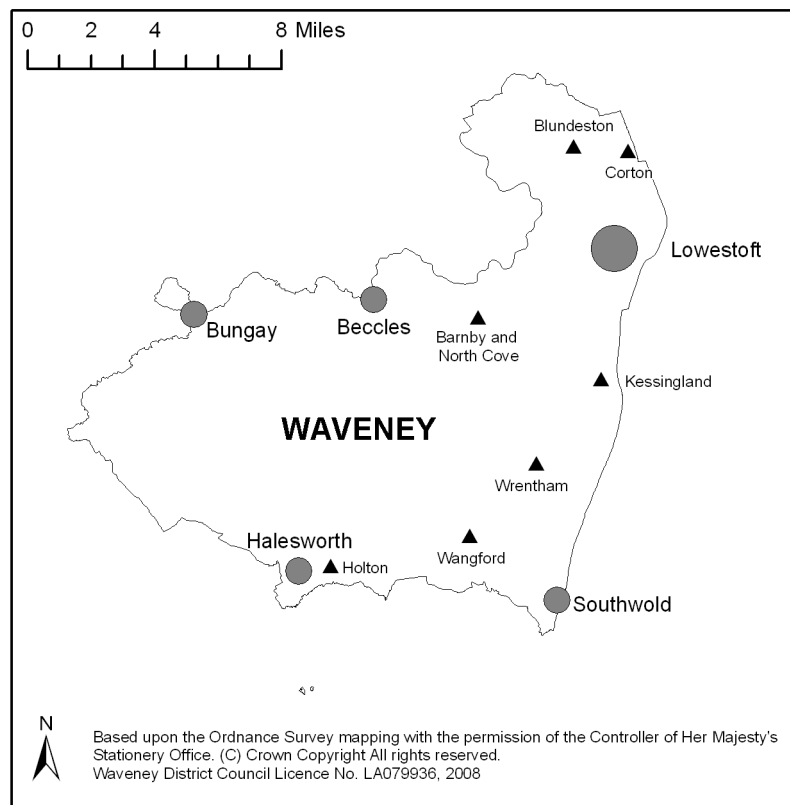 0 2 4 8 Miles
Blundeston
Corton
Lowestoft
Beccles
Bungay
Barnby and
North Cove
Kessingland
WAVENEY
Wrentham
Halesworth
Wangford
Holton
Southwold
N
Based upon the Ordnance Survey mapping with the permission of the Controller of Her Majesty's
Stationery Office. (C) Crown Copyright All rights reserved.
Waveney District Council Licence No. LA079936, 2008